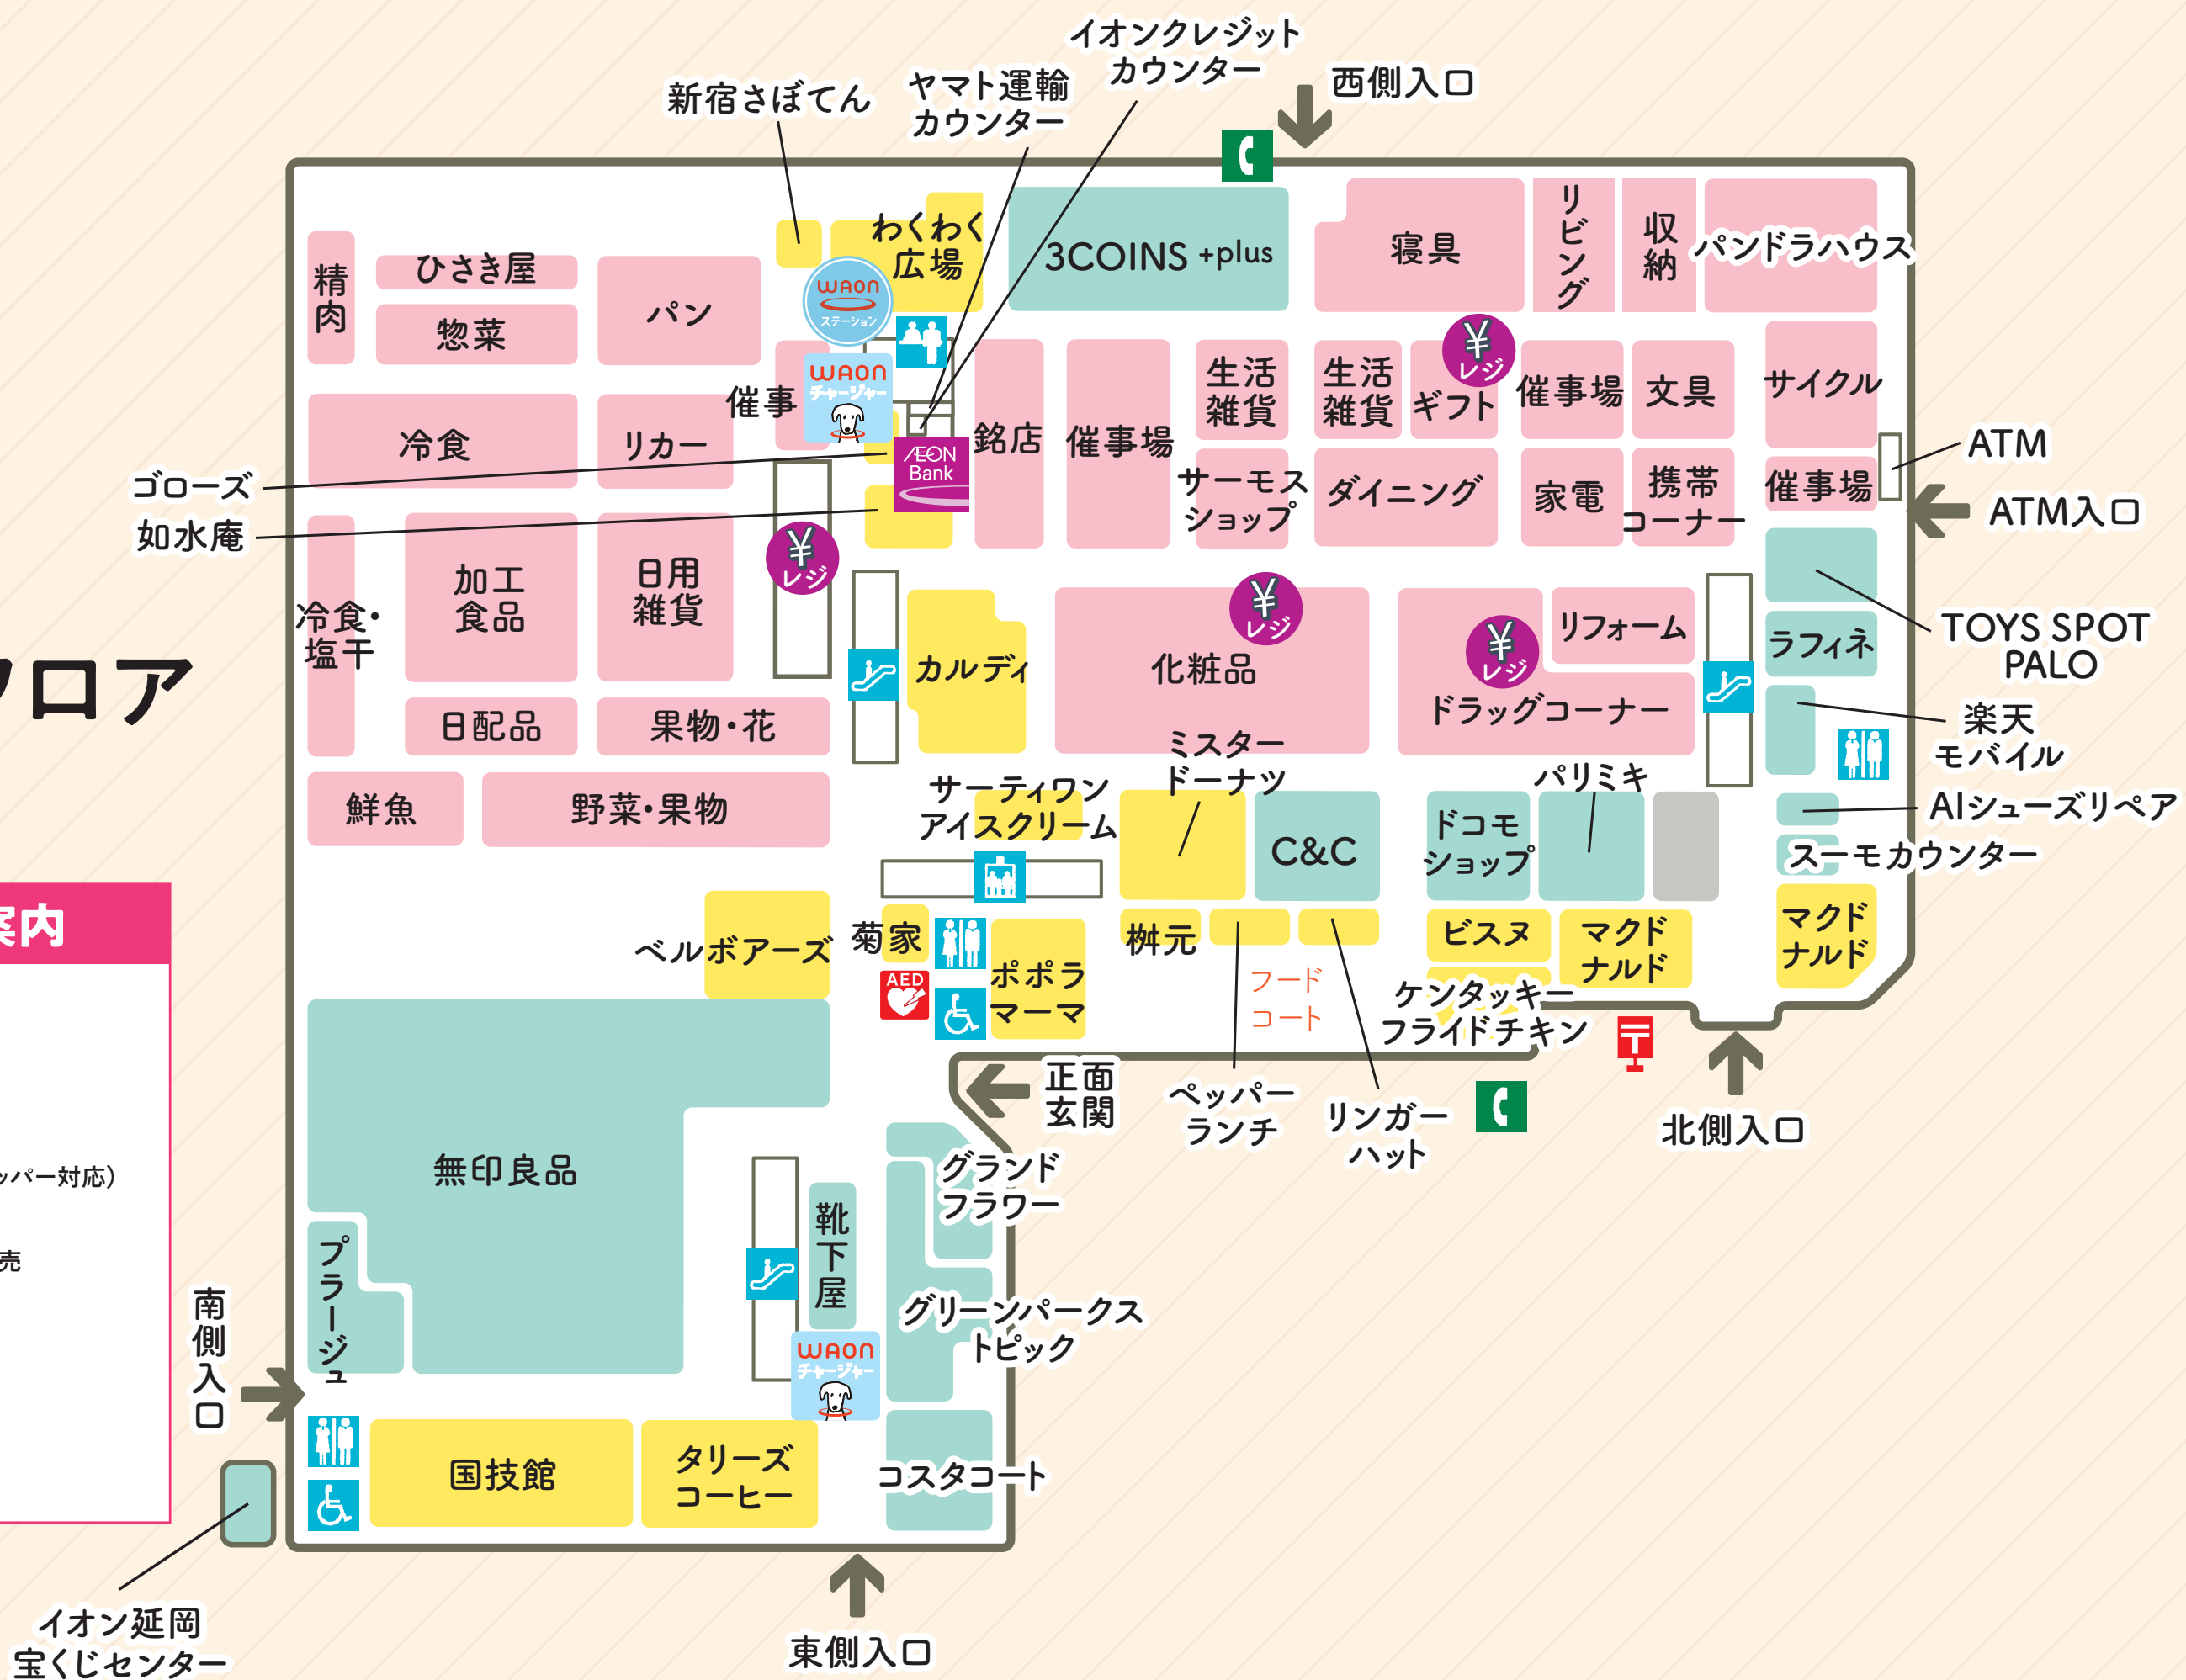 イオンクレジット
カウンター
新宿さぼてん
ヤマト運輸
カウンター
西側入口
わくわく
広場
3COINS +plus
寝具
リビング
収納
パンドラハウス
精肉
ひさき屋
惣菜
パン
WAON
ステーション
催事
WAON
チャージャー
冷食
リカー
AEON
Bank
銘店
催事場
生活
雑貨
生活
雑貨
ギフト
¥
レジ
催事場
文具
サイクル
サーモス
ショップ
ダイニング
家電
携帯
コーナー
催事場
ATM
ATM入口
ゴローズ
如水庵
冷食・
塩干
加工
食品
日用
雑貨
¥
レジ
カルディ
化粧品
¥
レジ
¥
レジ
リフォーム
ドラッグコーナー
ラフィネ
TOYS SPOT
PALO
楽天
モバイル
フロア
日配品
果物・花
鮮魚
野菜・果物
サーティワン
アイスクリーム
ミスター
ドーナツ
C&C
ドコモ
ショップ
パリミキ
AIシューズリペア
スーモカウンター
案内
ベルボアーズ
菊家
AED
ポポラ
マーマ
桝元
フード
コート
ビスヌ
マクド
ナルド
マクド
ナルド
ケンタッキー
フライドチキン
正面
玄関
ペッパー
ランチ
リンガー
ハット
北側入口
ッパー対応）
売
無印良品
グランド
フラワー
プラージュ
靴下屋
グリーンパークス
トピック
WAON
チャージャー
南側入口
国技館
タリーズ
コーヒー
コスタコート
イオン延岡
宝くじセンター
東側入口